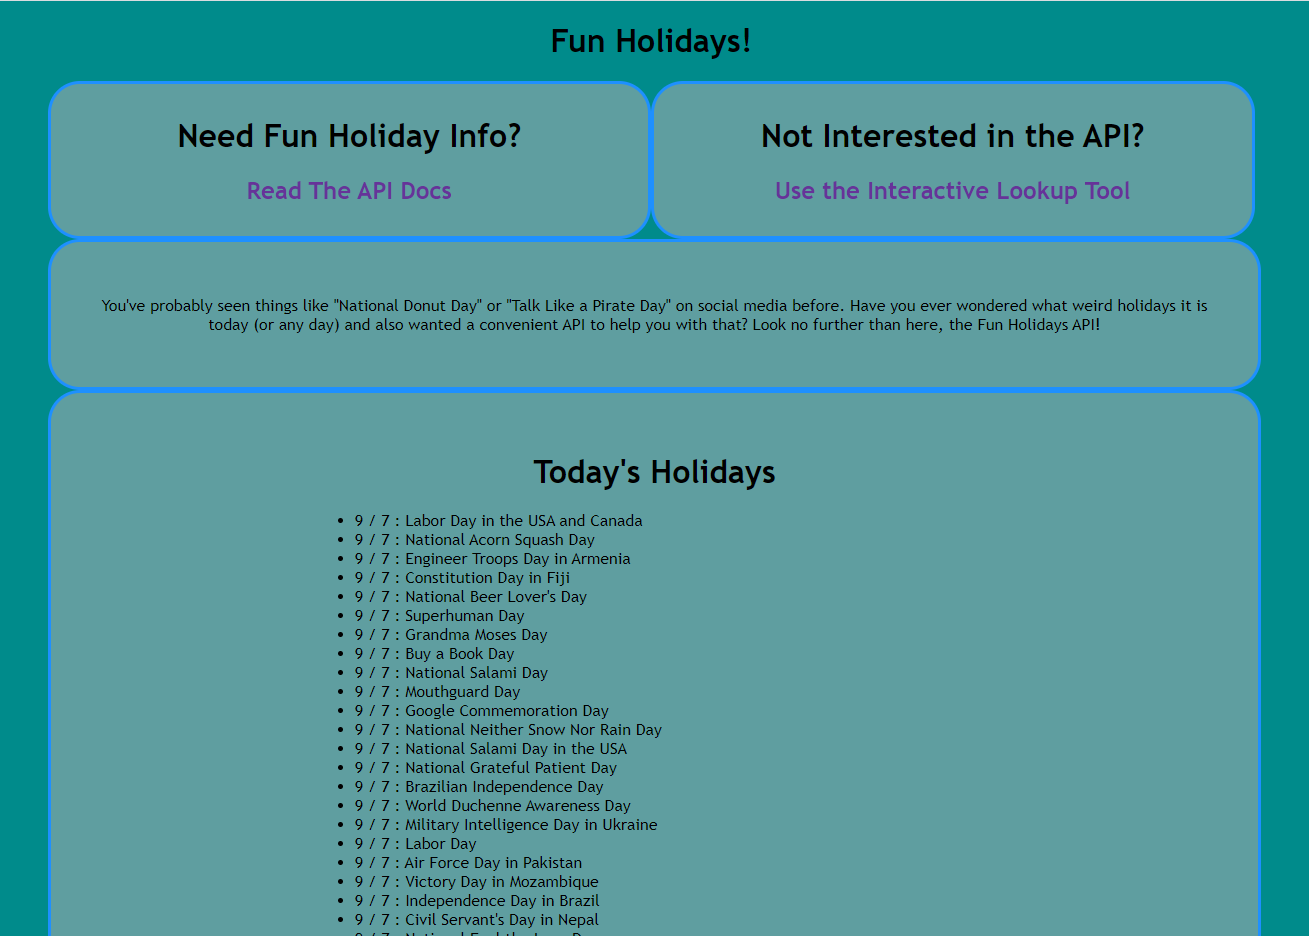 Fun Holidays!
Need Fun Holiday Info?
Read The API Docs
Not Interested in the API?
Use the Interactive Lookup Tool
You've probably seen things like "National Donut Day" or "Talk Like a Pirate Day" on social media before. Have you ever wondered what weird holidays it is
today (or any day) and also wanted a convenient API to help you with that? Look no further than here, the Fun Holidays API!
Today's Holidays
• 9 / 7 : Labor Day in the USA and Canada
• 9 / 7 : National Acorn Squash Day
• 9 / 7 : Engineer Troops Day in Armenia
• 9 / 7 : Constitution Day in Fiji
• 9 / 7 : National Beer Lover's Day
• 9 / 7 : Superhuman Day
• 9 / 7 : Grandma Moses Day
• 9 / 7 : Buy a Book Day
• 9 / 7 : National Salami Day
• 9 / 7 : Mouthguard Day
• 9 / 7 : Google Commemoration Day
• 9 / 7 : National Neither Snow Nor Rain Day
• 9 / 7 : National Salami Day in the USA
• 9 / 7 : National Grateful Patient Day
• 9 / 7 : Brazilian Independence Day
• 9 / 7 : World Duchenne Awareness Day
• 9 / 7 : Military Intelligence Day in Ukraine
• 9 / 7 : Labor Day
• 9 / 7 : Air Force Day in Pakistan
• 9 / 7 : Victory Day in Mozambique
• 9 / 7 : Independence Day in Brazil
• 9 / 7 : Civil Servant's Day in Nepal